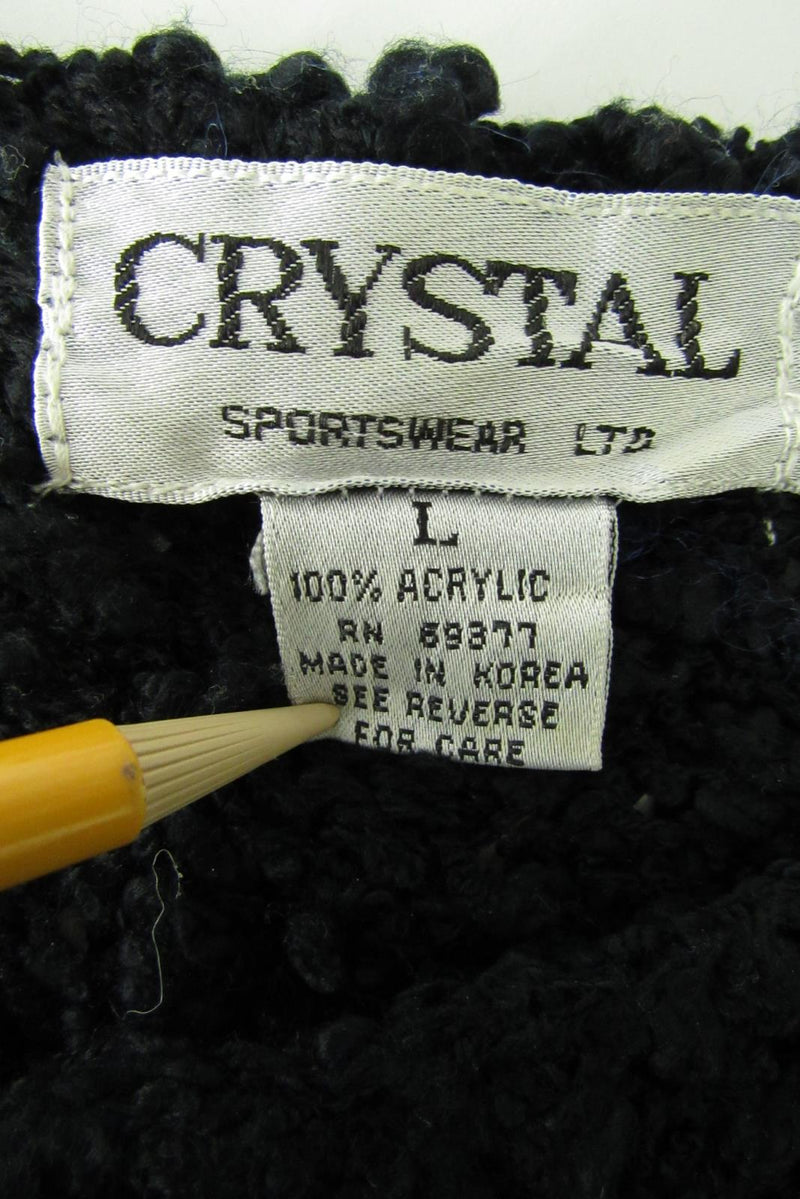 CRYSTAL
SPORTSWEAR LTD
L
100% ACRYLIC
RN 69377
MADE IN KOREA
SEE REVERSE
FOR CARE